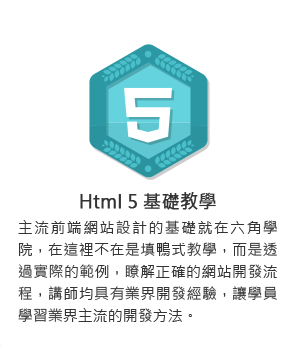 5
Html 5 基礎教學
主流前端網站設計的基礎就在六角學
院，在這裡不在是填鴨式教學，而是透
過實際的範例，瞭解正確的網站開發流
程，講師均具有業界開發經驗，讓學員
學習業界主流的開發方法。